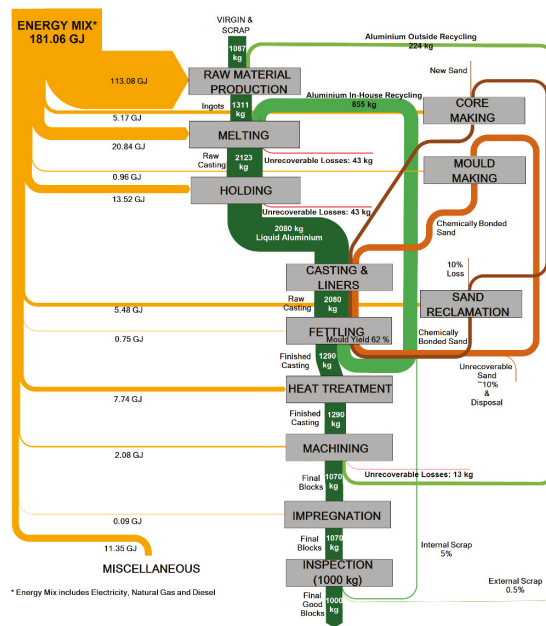 VIRGIN &
SCRAP
ENERGY MIX*
181.06 GJ
1087
kg
Aluminium Outside Recycling
224 kg
113.08 GJ
RAW MATERIAL
PRODUCTION
New Sand
Aluminium In-House Recycling
855 kg
Ingots
1311
kg
CORE
MAKING
5.17 GJ
MELTING
20.84 GJ
Raw
Casting
2123
kg
Unrecoverable Losses: 43 kg
MOULD
MAKING
0.96 GJ
HOLDING
13.52 GJ
Unrecoverable Losses: 43 kg
2080 kg
Liquid Aluminium
Chemically Bonded
Sand
CASTING &
LINERS
10%
Loss
Raw
Casting
2080
kg
SAND
RECLAMATION
5.48 GJ
FETTLING
Mould Yield 62 %
Chemically
Bonded Sand
0.75 GJ
Finished
Casting
1290
kg
Unrecoverable
Sand
~10%
&
Disposal
HEAT TREATMENT
7.74 GJ
Finished
Casting
1290
kg
MACHINING
2.08 GJ
Final
Blocks
1070
kg
Unrecoverable Losses: 13 kg
IMPREGNATION
0.09 GJ
Final
Blocks
1070
kg
Internal Scrap
5%
11.35 GJ
MISCELLANEOUS
INSPECTION
(1000 kg)
External Scrap
0.5%
* Energy Mix includes Electricity, Natural Gas and Diesel
Final
Good
Blocks
1000
kg